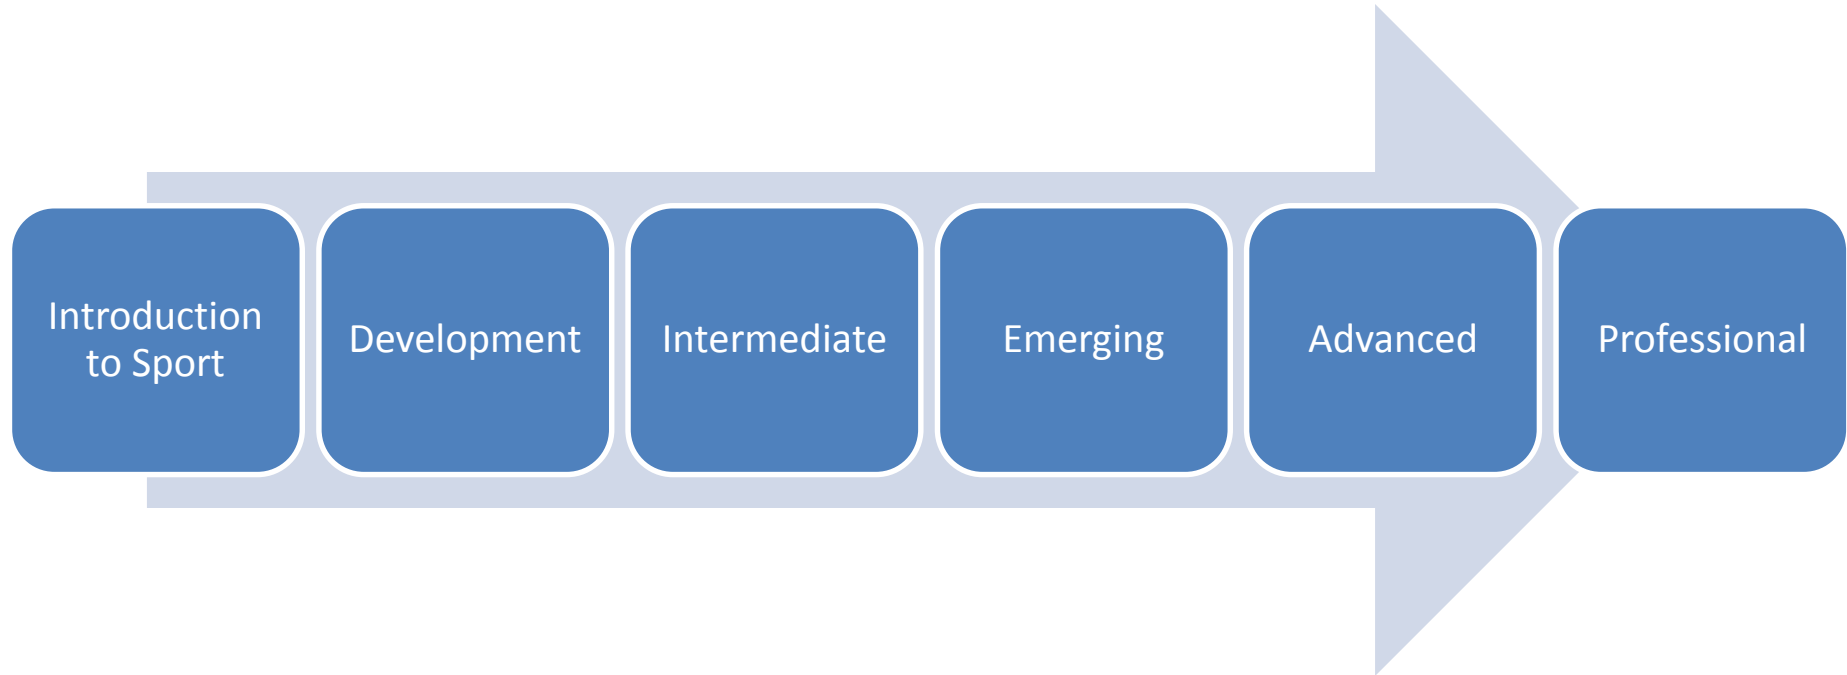 Introduction
to Sport
Development
Intermediate
Emerging
Advanced
Professional